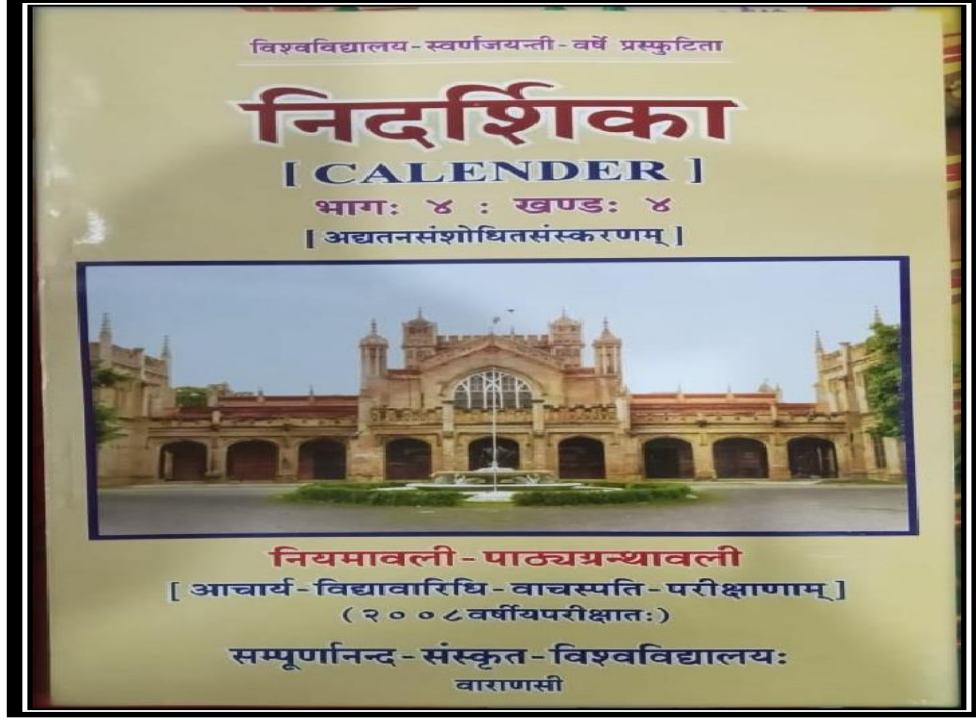 विश्वविद्यालय-स्वर्णजयन्ती-वर्षे प्रस्फुटिता
निदर्शिका
[ CALENDER ]
भागः ४ : खण्डः ४
[ अद्यतनसंशोधितसंस्करणम् ]
नियमावली-पाठ्यग्रन्थावली
[ आचार्य-विद्यावारिधि-वाचस्पति-परीक्षाणाम् ]
(२००८वर्षीयपरीक्षातः)
सम्पूर्णानन्द-संस्कृत-विश्वविद्यालयः
वाराणसी